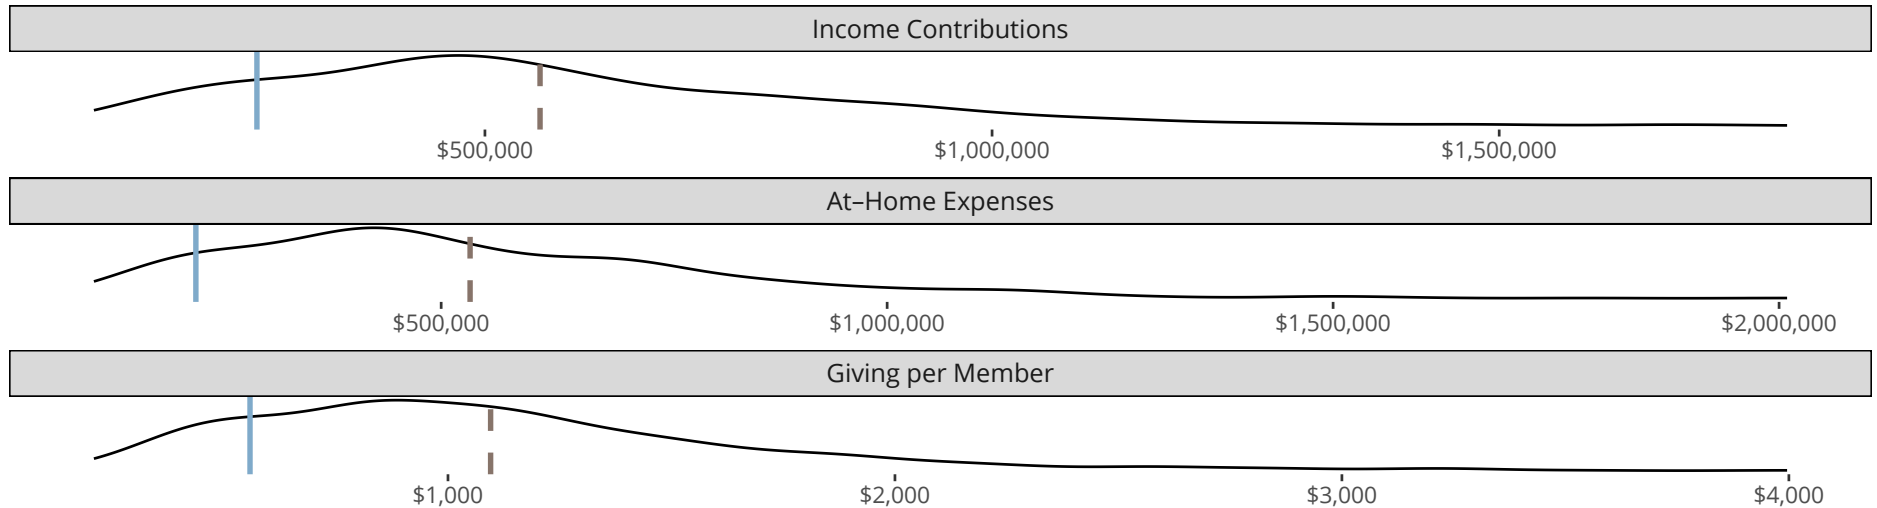 Income Contributions
$500,000 $1,000,000 $1,500,000
At–Home Expenses
$500,000 $1,000,000 $1,500,000 $2,000,000
Giving per Member
$1,000 $2,000 $3,000 $4,000